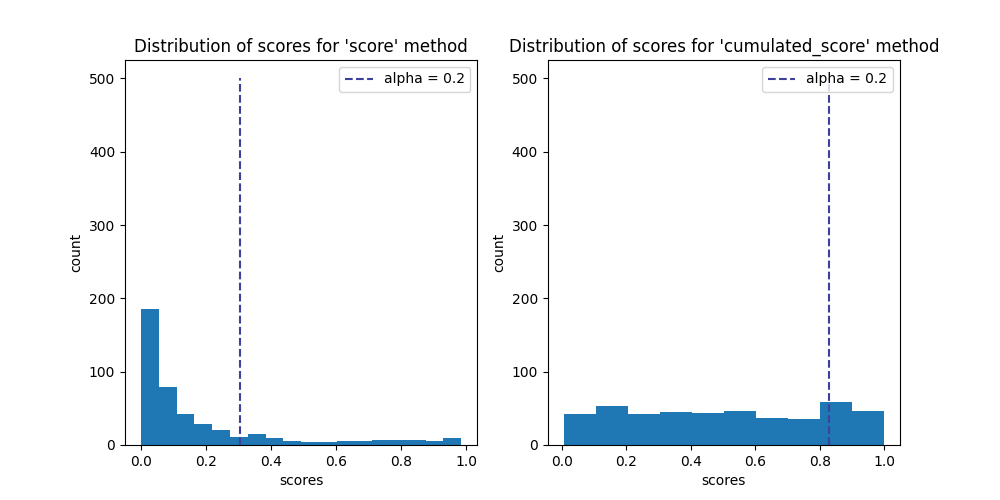 Distribution of scores for 'score' method
alpha = 0.2
500
400
300
200
100
0
count
0.0 0.2 0.4 0.6 0.8 1.0
scores
Distribution of scores for 'cumulated_score' method
alpha = 0.2
500
400
300
200
100
0
count
0.0 0.2 0.4 0.6 0.8 1.0
scores